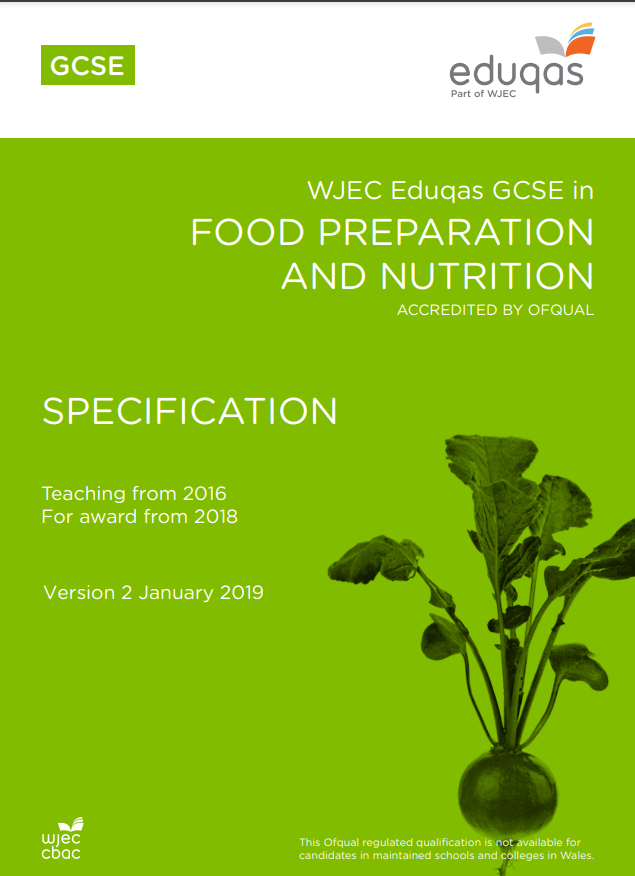 GCSE
eduqas
Part of WJEC
WJEC Eduqas GCSE in
FOOD PREPARATION
AND NUTRITION
ACCREDITED BY OFQUAL
SPECIFICATION
Teaching from 2016
For award from 2018
Version 2 January 2019
wjec
cbac
This Ofqual regulated qualification is not available for
candidates in maintained schools and colleges in Wales.